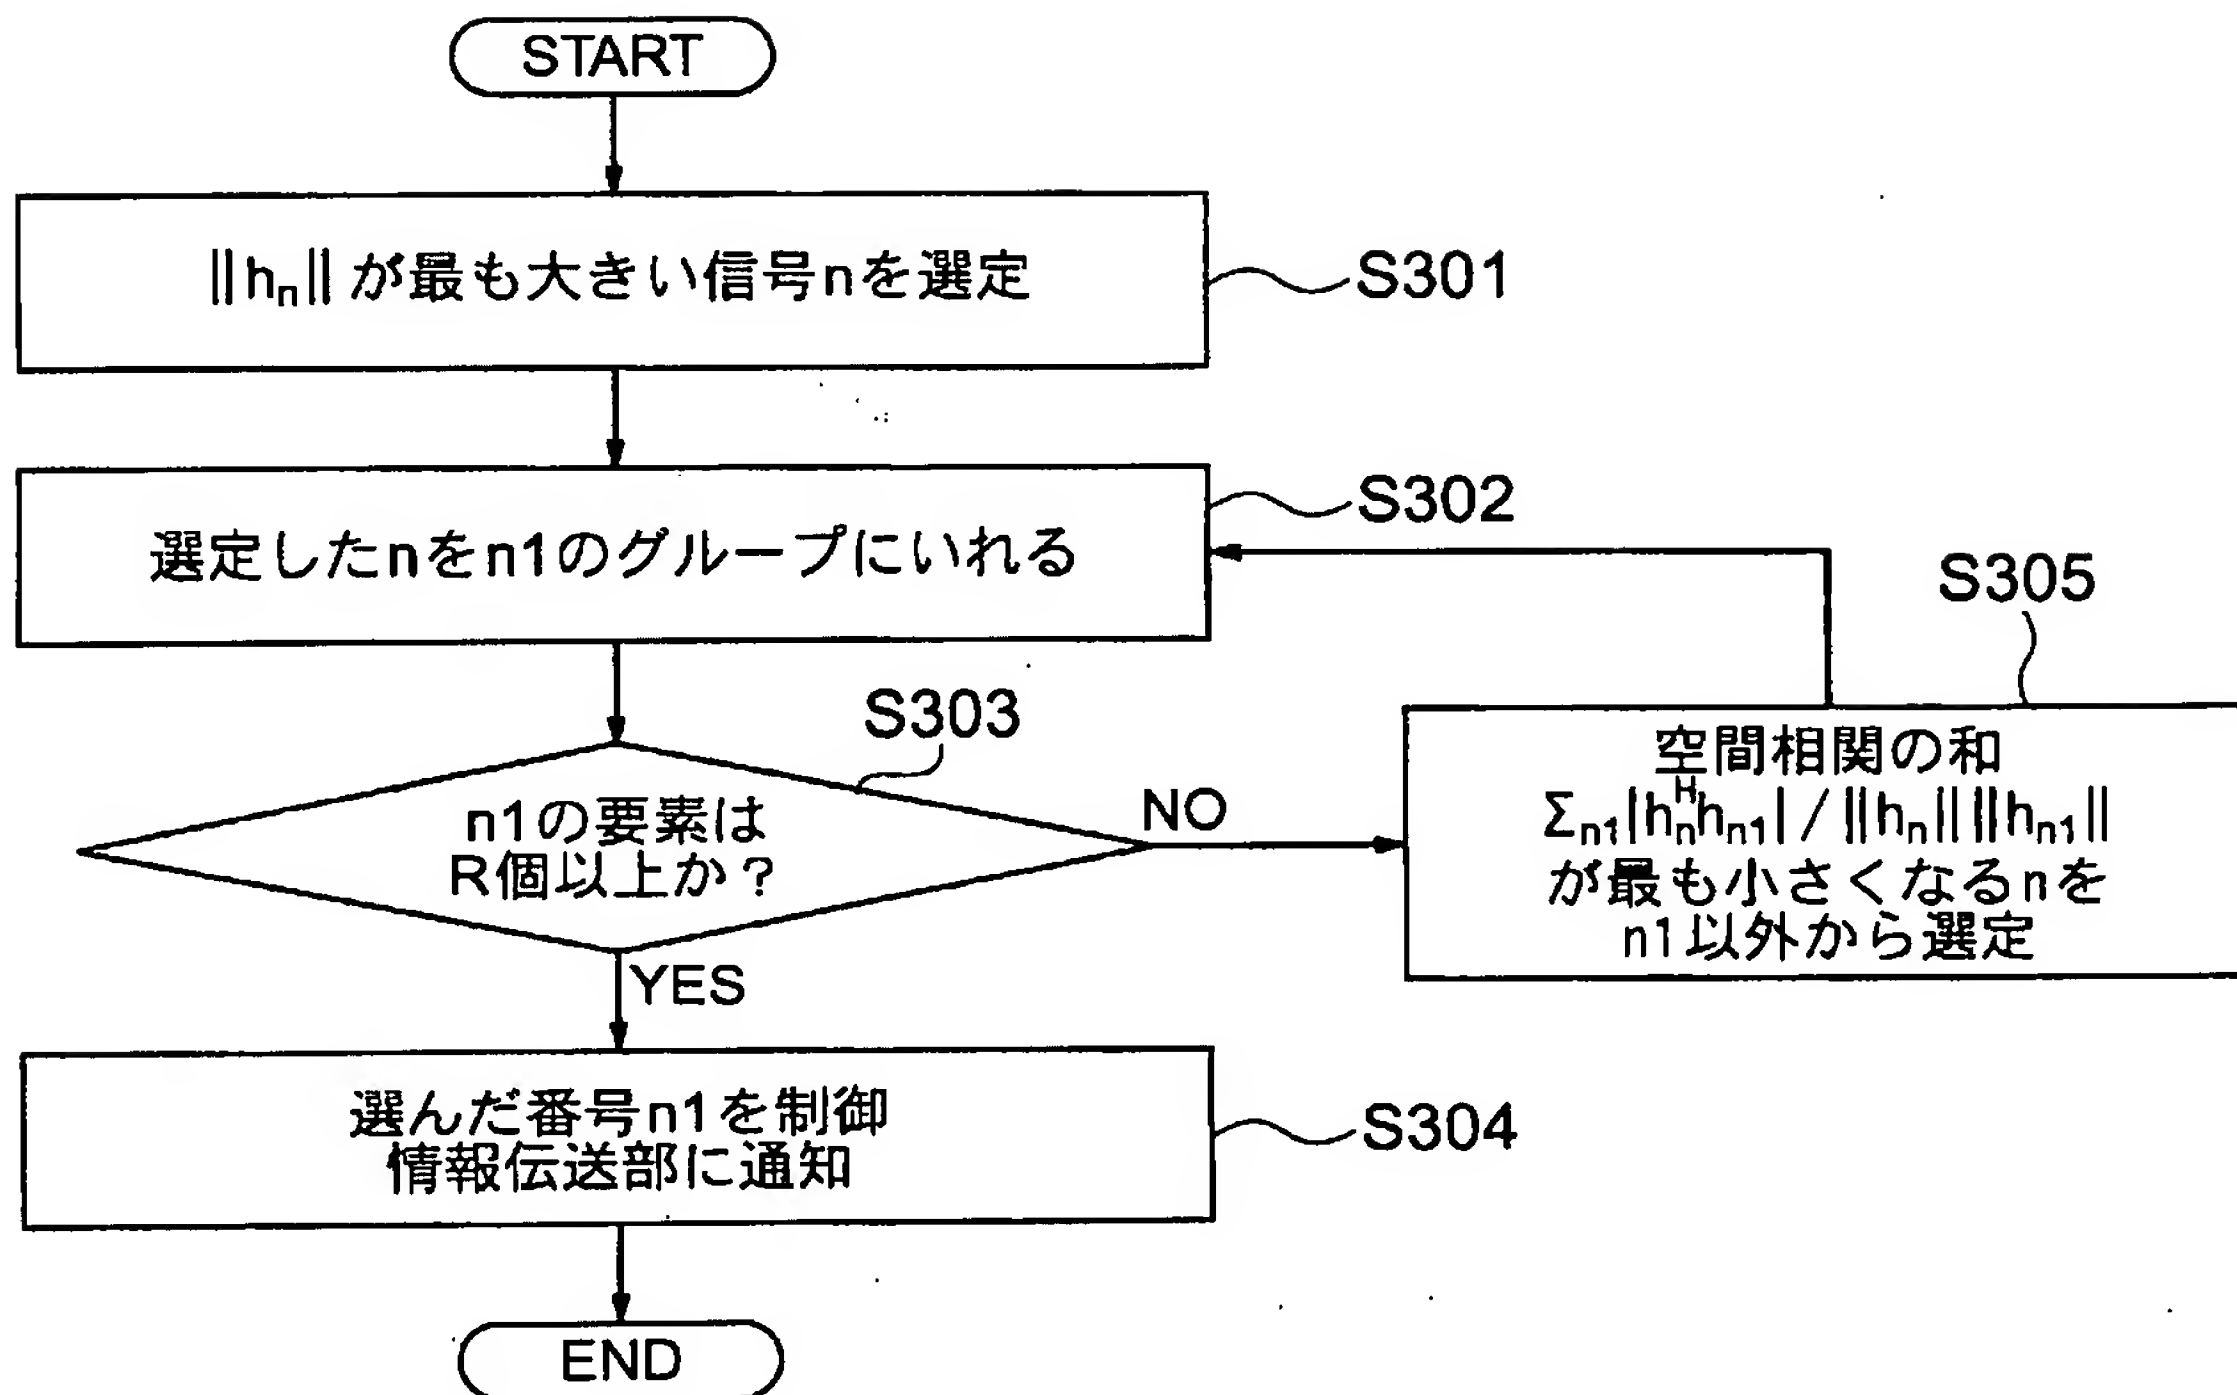 START
||hₙ|| が最も大きい信号nを選定
S301
選定したnをn1のグループにいれる
S302
S303
n1の要素は
R個以上か？
NO
YES
S305
空間相関の和
Σₙ₁|hₙᴴhₙ₁| / ||hₙ|| ||hₙ₁||
が最も小さくなるnを
n1以外から選定
選んだ番号n1を制御
情報伝送部に通知
S304
END